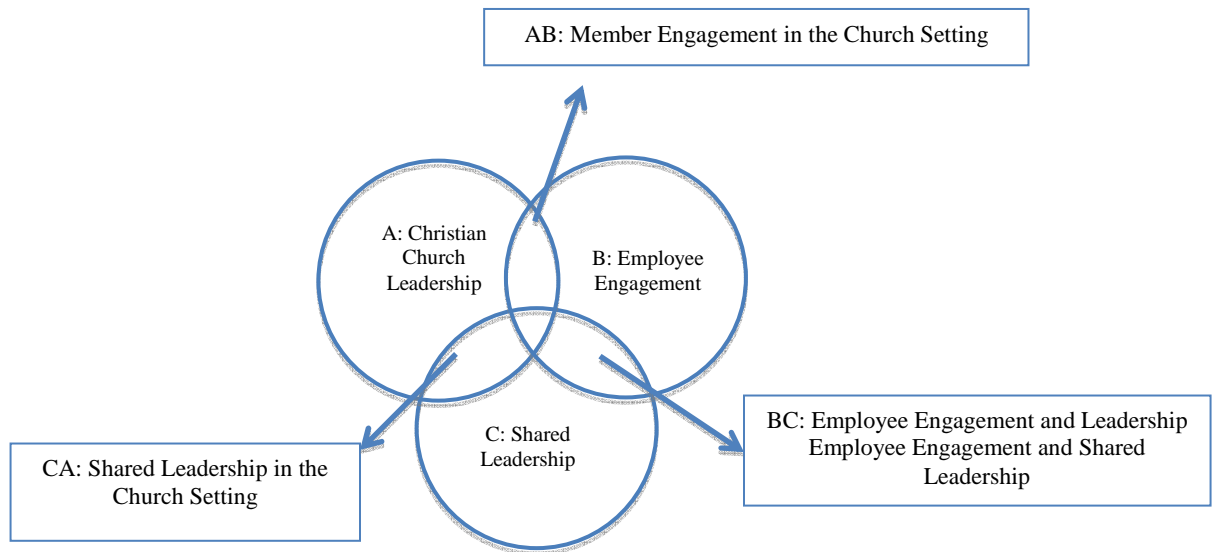 AB: Member Engagement in the Church Setting
A: Christian
Church
Leadership
B: Employee
Engagement
C: Shared
Leadership
CA: Shared Leadership in the
Church Setting
BC: Employee Engagement and Leadership
Employee Engagement and Shared
Leadership